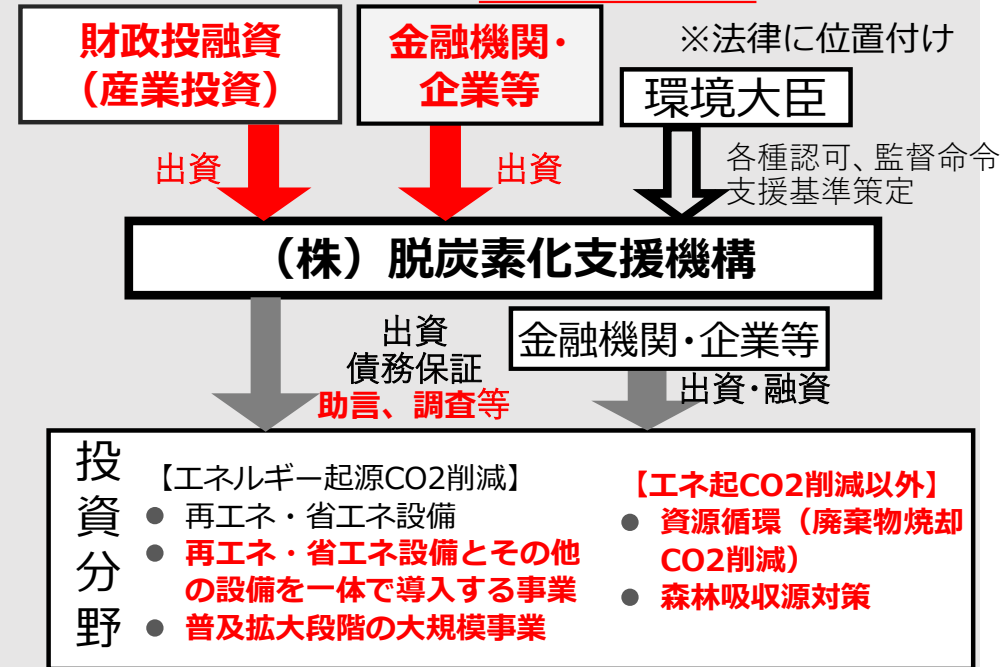 財政投融資
（産業投資）
金融機関・
企業等
※法律に位置付け
環境大臣
出資
出資
各種認可、監督命令
支援基準策定
（株）脱炭素化支援機構
出資
債務保証
助言、調査等
金融機関・企業等
出資・融資
投資分野
【エネルギー起源CO2削減】
● 再エネ・省エネ設備
● 再エネ・省エネ設備とその他
の設備を一体で導入する事業
● 普及拡大段階の大規模事業
【エネ起CO2削減以外】
● 資源循環（廃棄物焼却
CO2削減）
● 森林吸収源対策